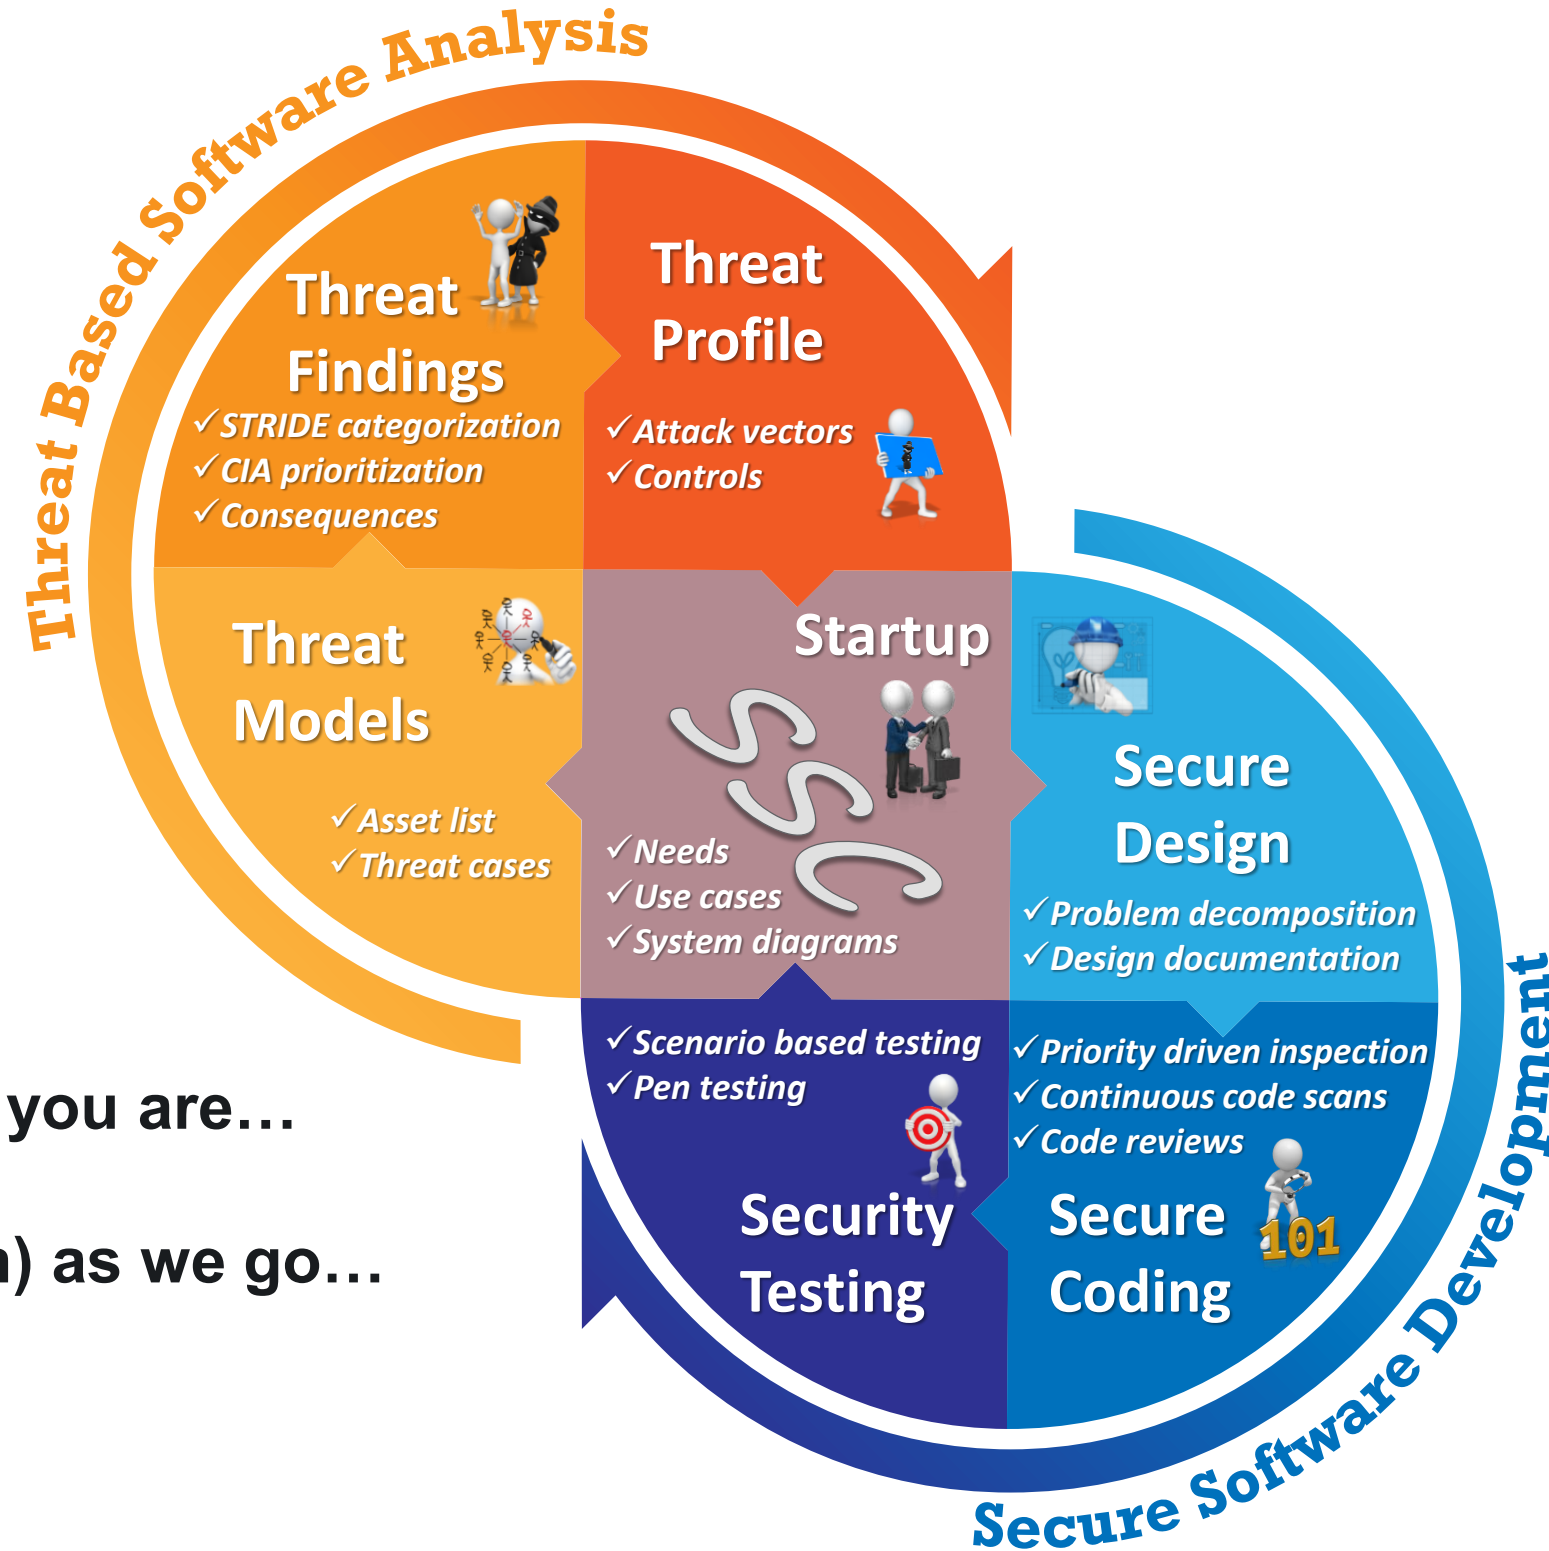 Threat Based Software Analysis
Threat
Findings
✓STRIDE categorization
✓CIA prioritization
✓Consequences
Threat
Profile
✓Attack vectors
✓Controls
Threat
Models
✓Asset list
✓Threat cases
Startup
SSC
✓Needs
✓Use cases
✓System diagrams
Secure
Design
✓Problem decomposition
✓Design documentation
✓Scenario based testing
✓Pen testing
Security
Testing
✓Priority driven inspection
✓Continuous code scans
✓Code reviews
Secure
Coding
101
Secure Software Development
you are…
) as we go…